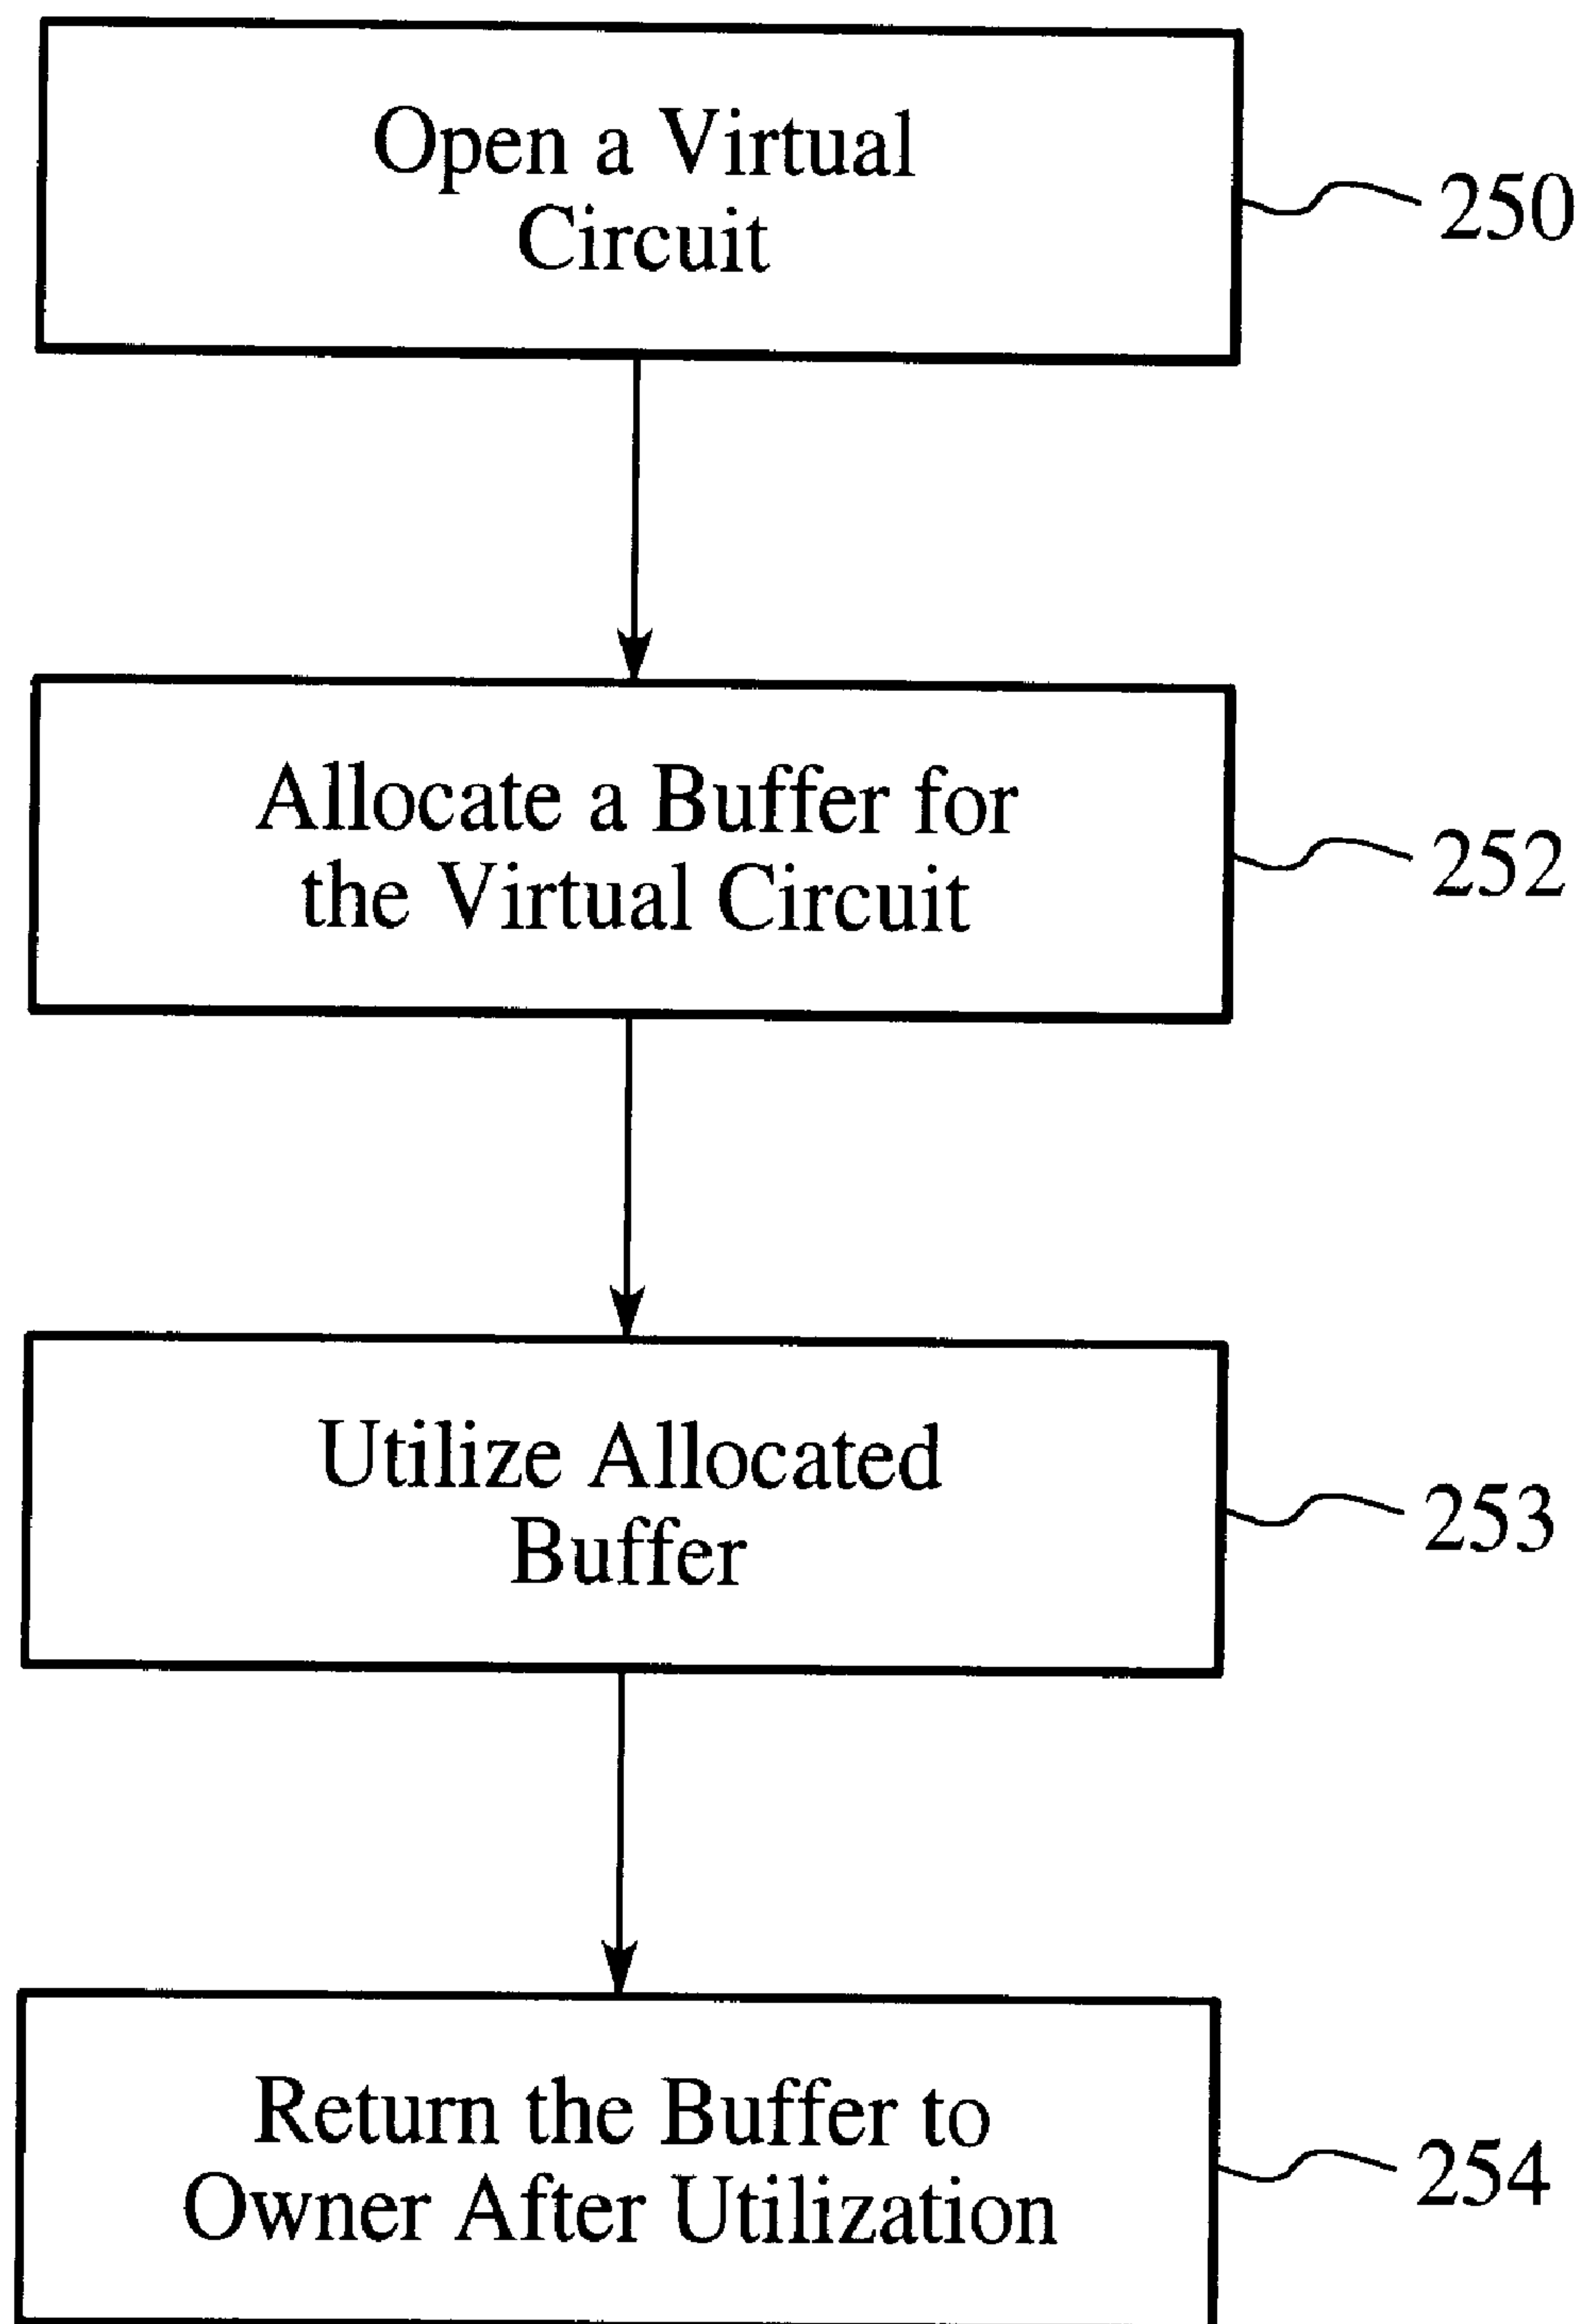 Open a Virtual
Circuit
250
Allocate a Buffer for
the Virtual Circuit
252
Utilize Allocated
Buffer
253
Return the Buffer to
Owner After Utilization
254